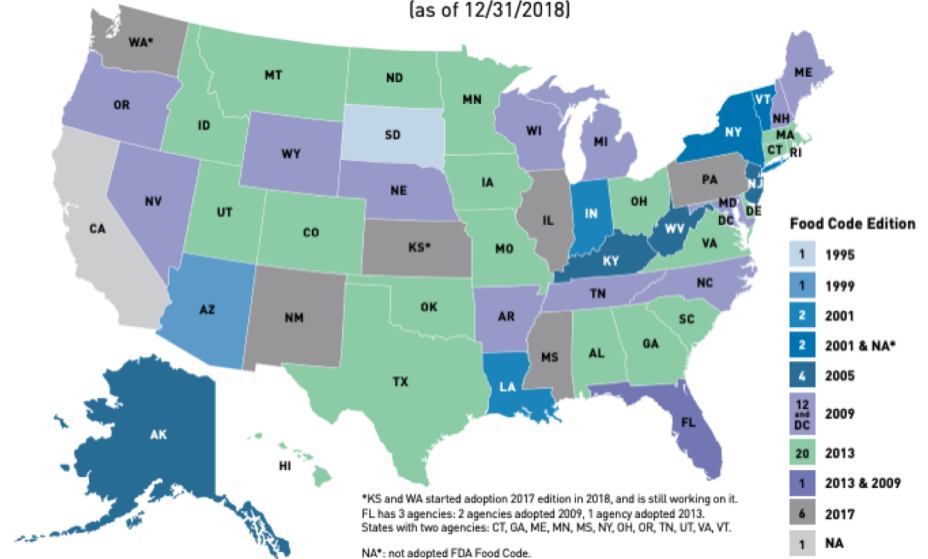 (as of 12/31/2018)
WA*
MT
ND
MN
ME
OR
ID
SD
WI
MI
VT
NH
NY
MA
CT
RI
WY
NV
NE
IA
PA
NJ
UT
CO
IL
IN
OH
MD
DE
DC
CA
KS*
MO
WV
VA
KY
AZ
NM
OK
AR
TN
NC
SC
TX
LA
MS
AL
GA
FL
AK
HI
Food Code Edition
1 1995
1 1999
2 2001
2 2001 & NA*
4 2005
12
and
DC
2009
20 2013
1 2013 & 2009
6 2017
1 NA
*KS and WA started adoption 2017 edition in 2018, and is still working on it.
FL has 3 agencies: 2 agencies adopted 2009, 1 agency adopted 2013.
States with two agencies: CT, GA, ME, MN, MS, NY, OH, OR, TN, UT, VA, VT.
NA*: not adopted FDA Food Code.